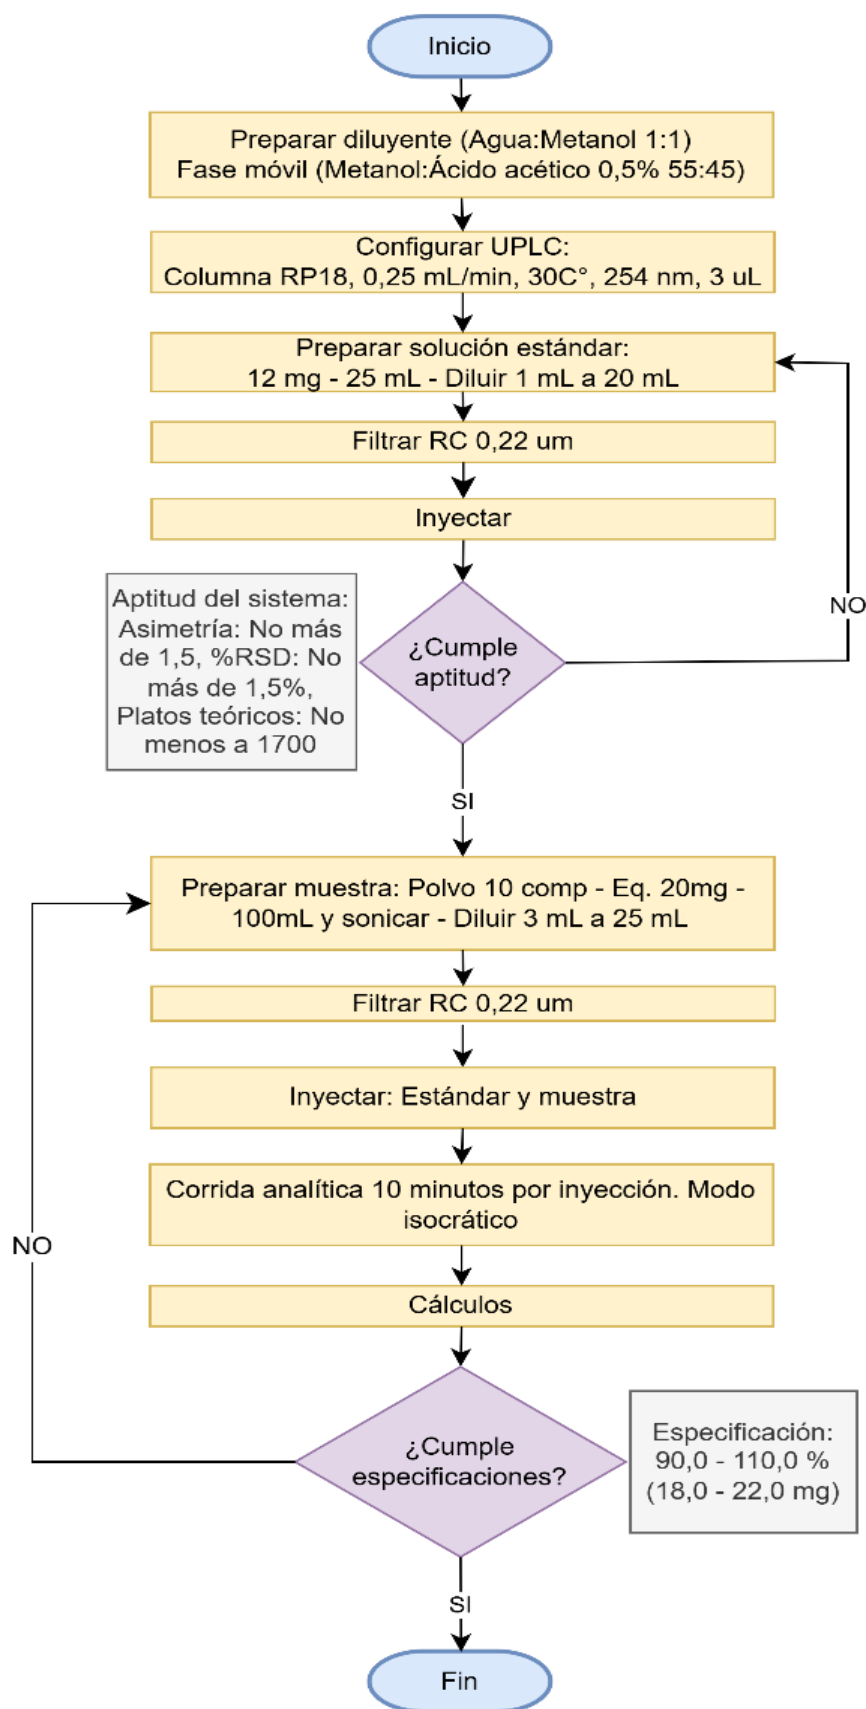 Inicio
Preparar diluyente (Agua:Metanol 1:1)
Fase móvil (Metanol:Ácido acético 0,5% 55:45)
Configurar UPLC:
Columna RP18, 0,25 mL/min, 30C°, 254 nm, 3 uL
Preparar solución estándar:
12 mg - 25 mL - Diluir 1 mL a 20 mL
Filtrar RC 0,22 um
Inyectar
Aptitud del sistema:
Asimetría: No más
de 1,5, %RSD: No
más de 1,5%,
Platos teóricos: No
menos a 1700
¿Cumple
aptitud?
NO
SI
Preparar muestra: Polvo 10 comp - Eq. 20mg -
100mL y sonicar - Diluir 3 mL a 25 mL
Filtrar RC 0,22 um
Inyectar: Estándar y muestra
Corrida analítica 10 minutos por inyección. Modo
isocrático
NO
Cálculos
¿Cumple
especificaciones?
Especificación:
90,0 - 110,0 %
(18,0 - 22,0 mg)
SI
Fin